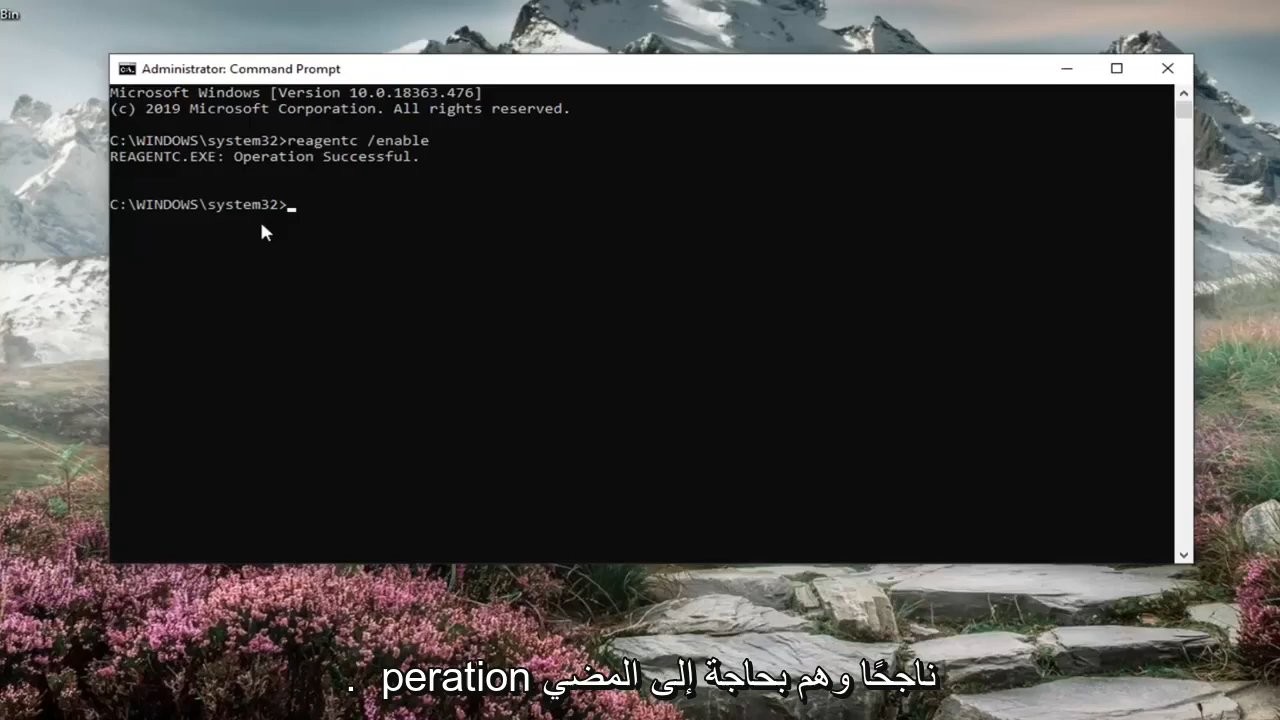 Bin
Administrator: Command Prompt
Microsoft Windows [Version 10.0.18363.476]
(c) 2019 Microsoft Corporation. All rights reserved.
C:\WINDOWS\system32>reagentc /enable
REAGENTC.EXE: Operation Successful.
C:\WINDOWS\system32>
ناجحًا وهم بحاجة إلى المضي peration .